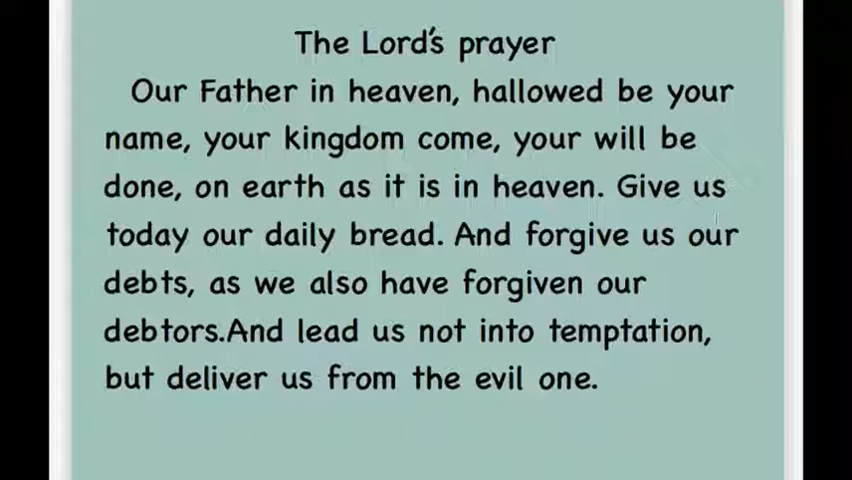 The Lord's prayer
Our Father in heaven, hallowed be your
name, your kingdom come, your will be
done, on earth as it is in heaven. Give us
today our daily bread. And forgive us our
debts, as we also have forgiven our
debtors.And lead us not into temptation,
but deliver us from the evil one.